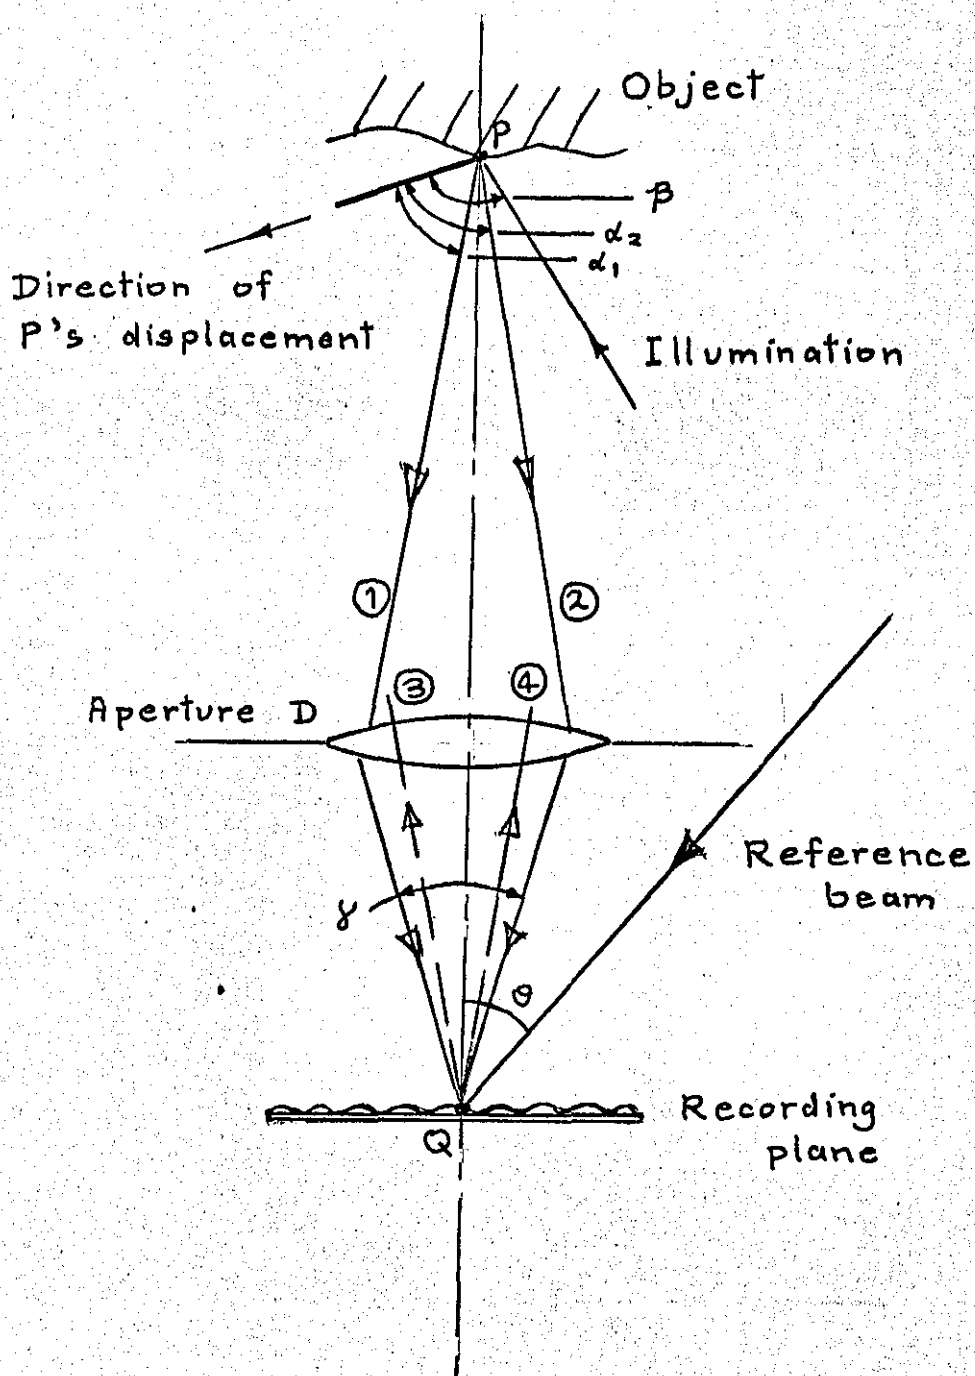 Object
P
β
α₂
α₁
Direction of
P's displacement
Illumination
①
②
③
④
Aperture D
Reference
beam
γ
θ
Recording
plane
Q